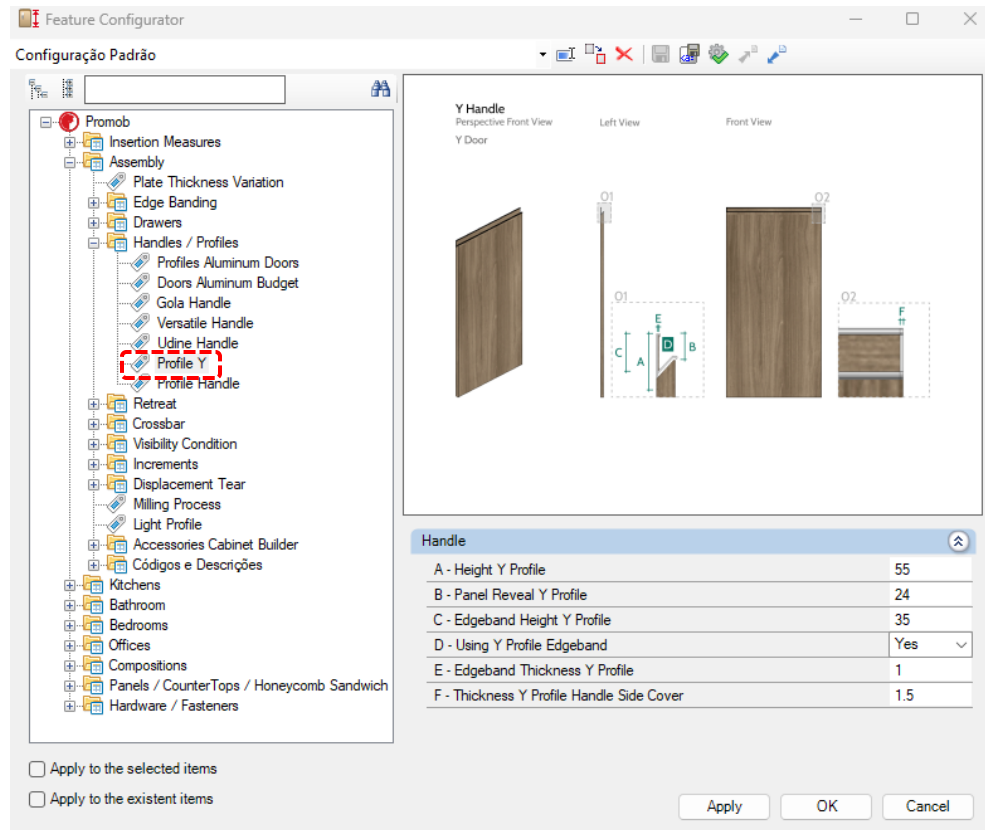 Feature Configurator
Configuração Padrão
Promob
Insertion Measures
Assembly
Plate Thickness Variation
Edge Banding
Drawers
Handles / Profiles
Profiles Aluminum Doors
Doors Aluminum Budget
Gola Handle
Versatile Handle
Udine Handle
Profile Y
Profile Handle
Retreat
Crossbar
Visibility Condition
Increments
Displacement Tear
Milling Process
Light Profile
Accessories Cabinet Builder
Códigos e Descrições
Kitchens
Bathroom
Bedrooms
Offices
Compositions
Panels / CounterTops / Honeycomb Sandwich
Hardware / Fasteners
Y Handle
Perspective Front View Left View Front View
Y Door
01 02
01 02
E F
C A D B
Handle
A - Height Y Profile 55
B - Panel Reveal Y Profile 24
C - Edgeband Height Y Profile 35
D - Using Y Profile Edgeband Yes
E - Edgeband Thickness Y Profile 1
F - Thickness Y Profile Handle Side Cover 1.5
Apply to the selected items
Apply to the existent items
Apply OK Cancel